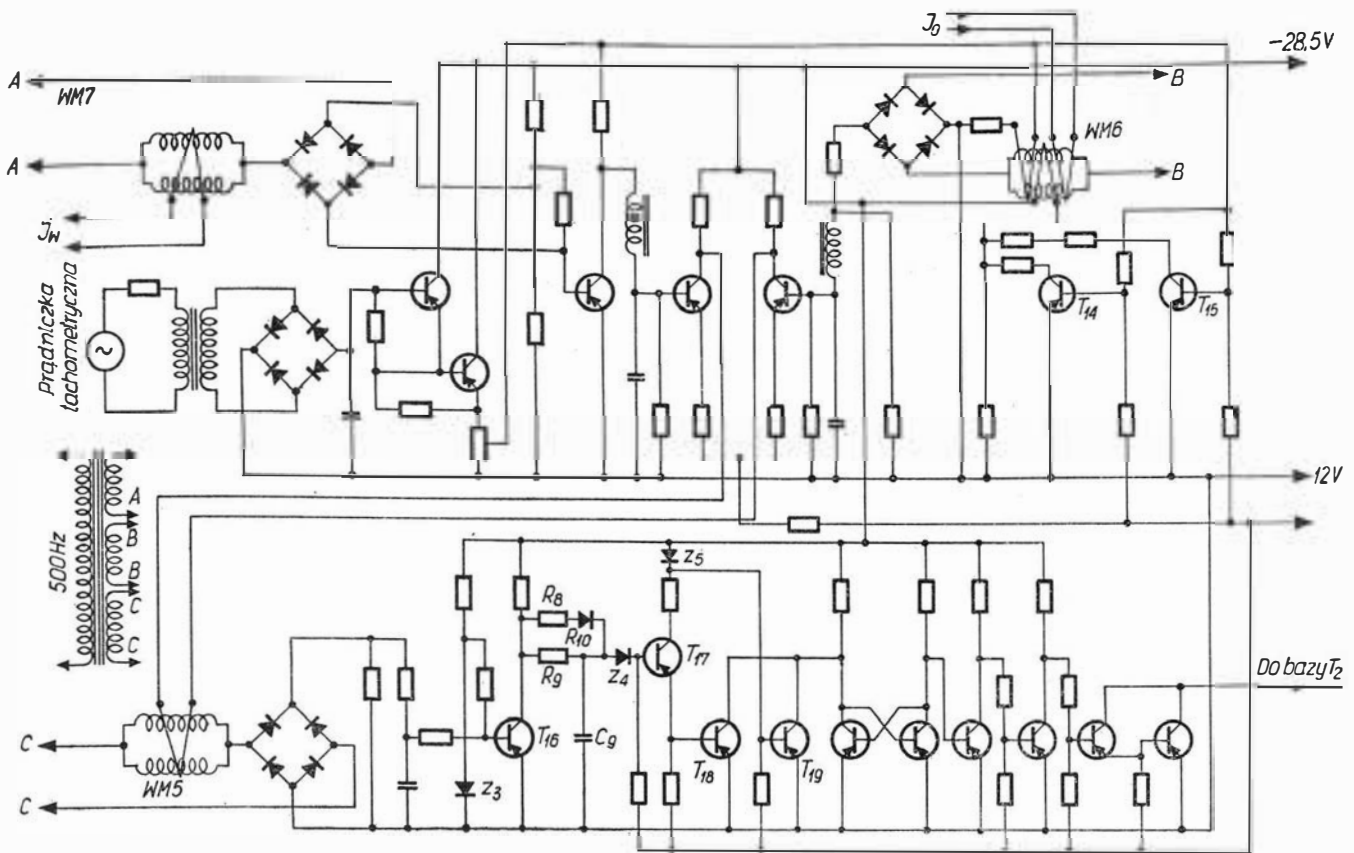 J₀
-28,5V
A
WM7
B
WM6
A
B
Jw
T14
T15
Prądniczka
tachometryczna
12V
500Hz
A
B
B
C
C
Z5
R8
R10
R9
Z4
T17
Do bazy T2
C
T16
C9
T18
T19
WM5
Z3
C